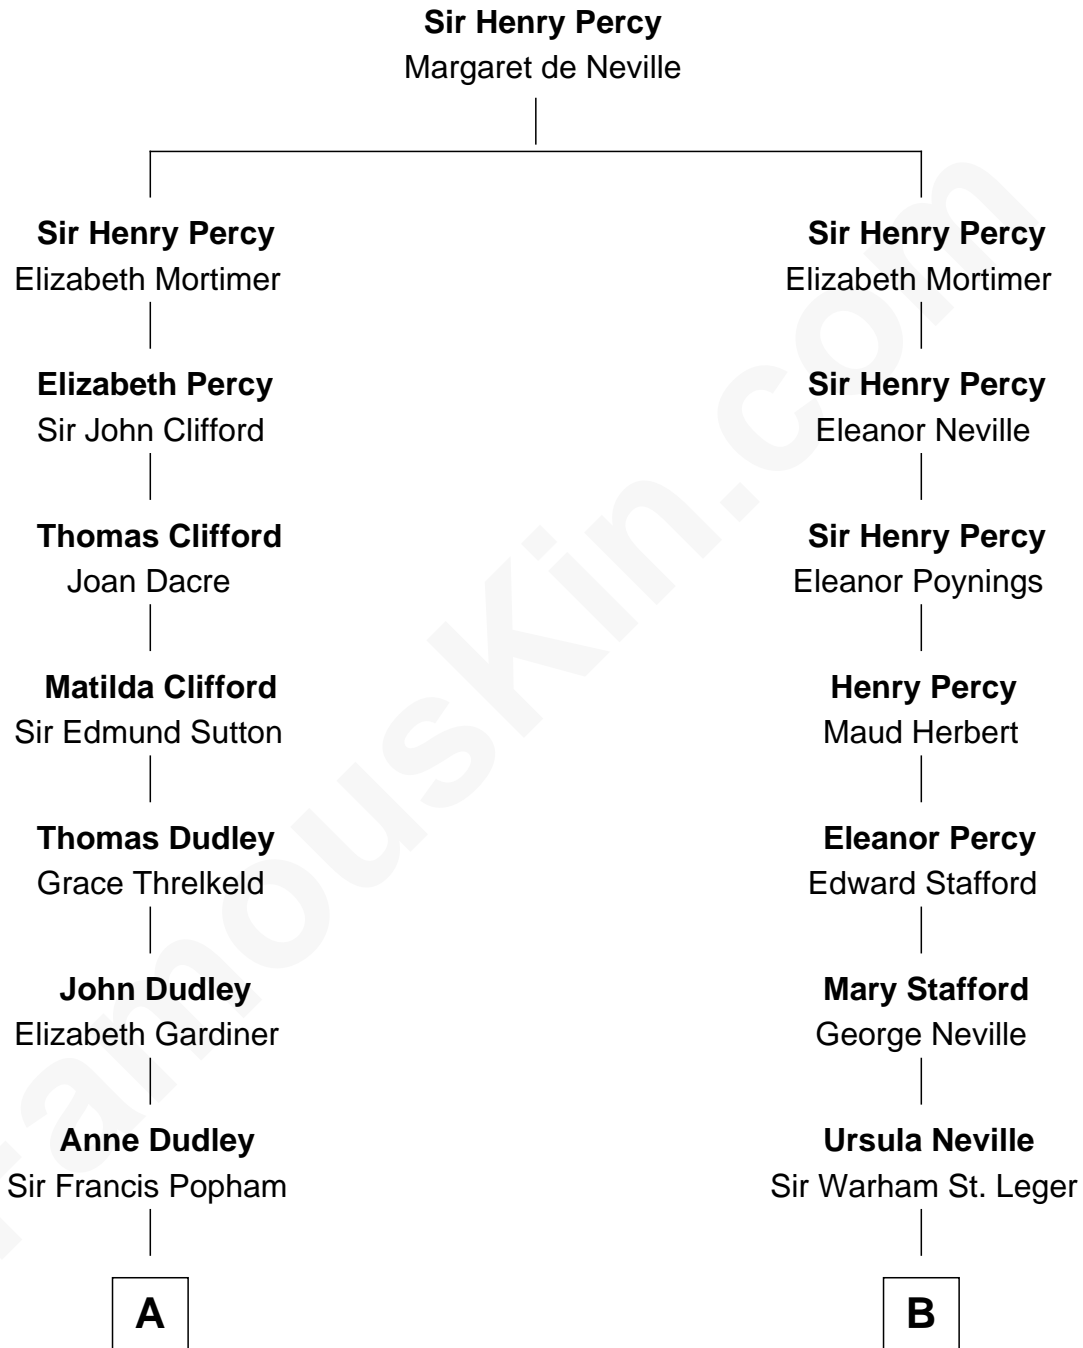 Sir Henry Percy
Margaret de Neville
Sir Henry Percy
Elizabeth Mortimer
Sir Henry Percy
Elizabeth Mortimer
Elizabeth Percy
Sir John Clifford
Sir Henry Percy
Eleanor Neville
Thomas Clifford
Joan Dacre
Sir Henry Percy
Eleanor Poynings
Matilda Clifford
Sir Edmund Sutton
Henry Percy
Maud Herbert
Thomas Dudley
Grace Threlkeld
Eleanor Percy
Edward Stafford
John Dudley
Elizabeth Gardiner
Mary Stafford
George Neville
Anne Dudley
Sir Francis Popham
Ursula Neville
Sir Warham St. Leger
A
B
FamousKin.com